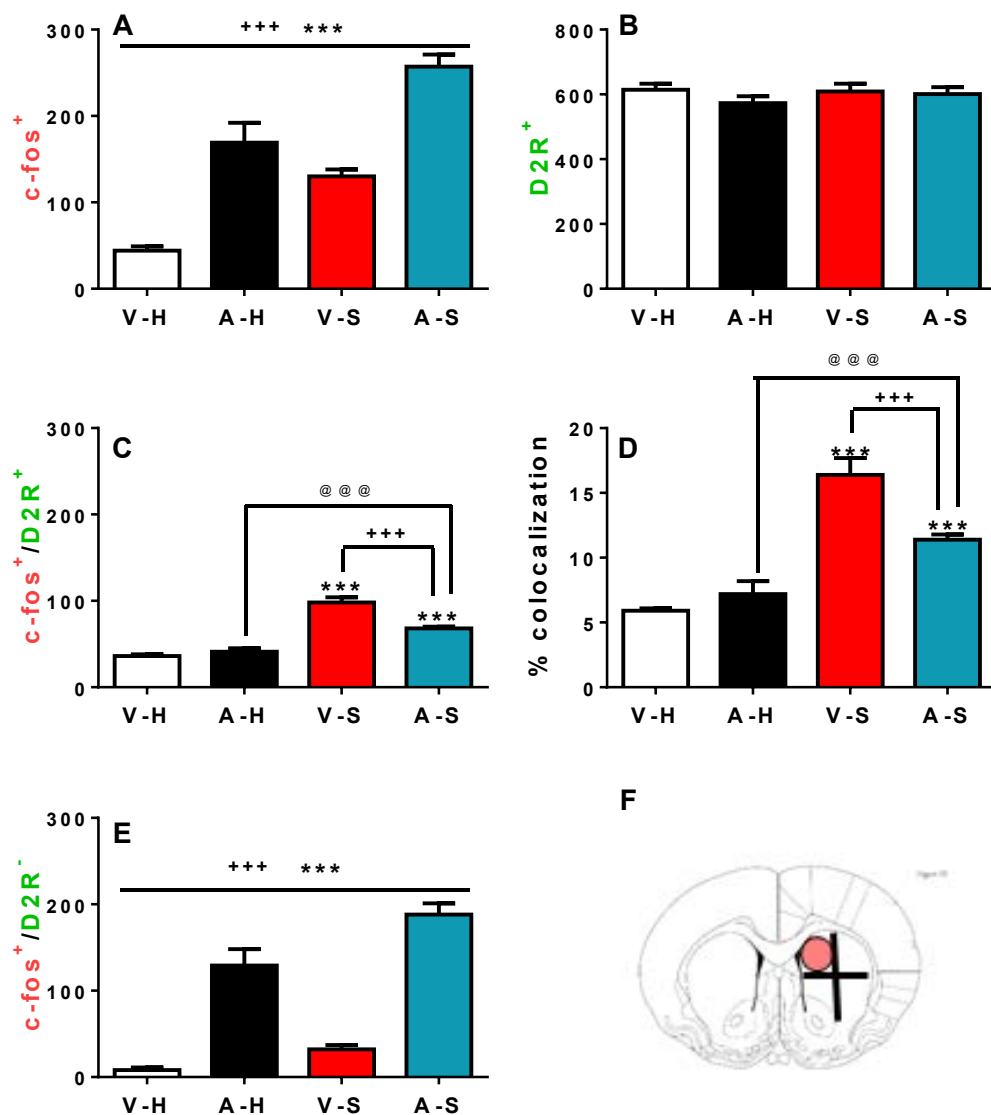 A
+++ ***
c-fos+
300
200
100
0
V-H A-H V-S A-S
B
D2R+
800
600
400
200
0
V-H A-H V-S A-S
C
@@@
+++
***
***
c-fos+/D2R+
300
200
100
0
V-H A-H V-S A-S
D
@@@
+++
***
***
% colocalization
20
15
10
5
0
V-H A-H V-S A-S
E
+++ ***
c-fos+/D2R-
300
200
100
0
V-H A-H V-S A-S
F